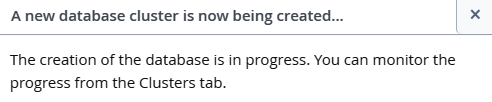 A new database cluster is now being created... ×
The creation of the database is in progress. You can monitor the
progress from the Clusters tab.